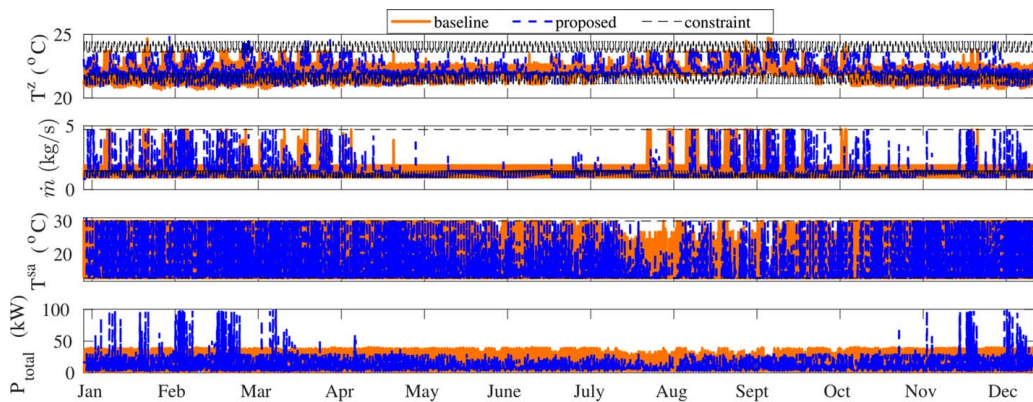 baseline proposed constraint
25
20
T^z (°C)
5
0
ṁ (kg/s)
30
20
T^sa (°C)
100
50
0
P_total (kW)
Jan Feb Mar Apr May June July Aug Sept Oct Nov Dec